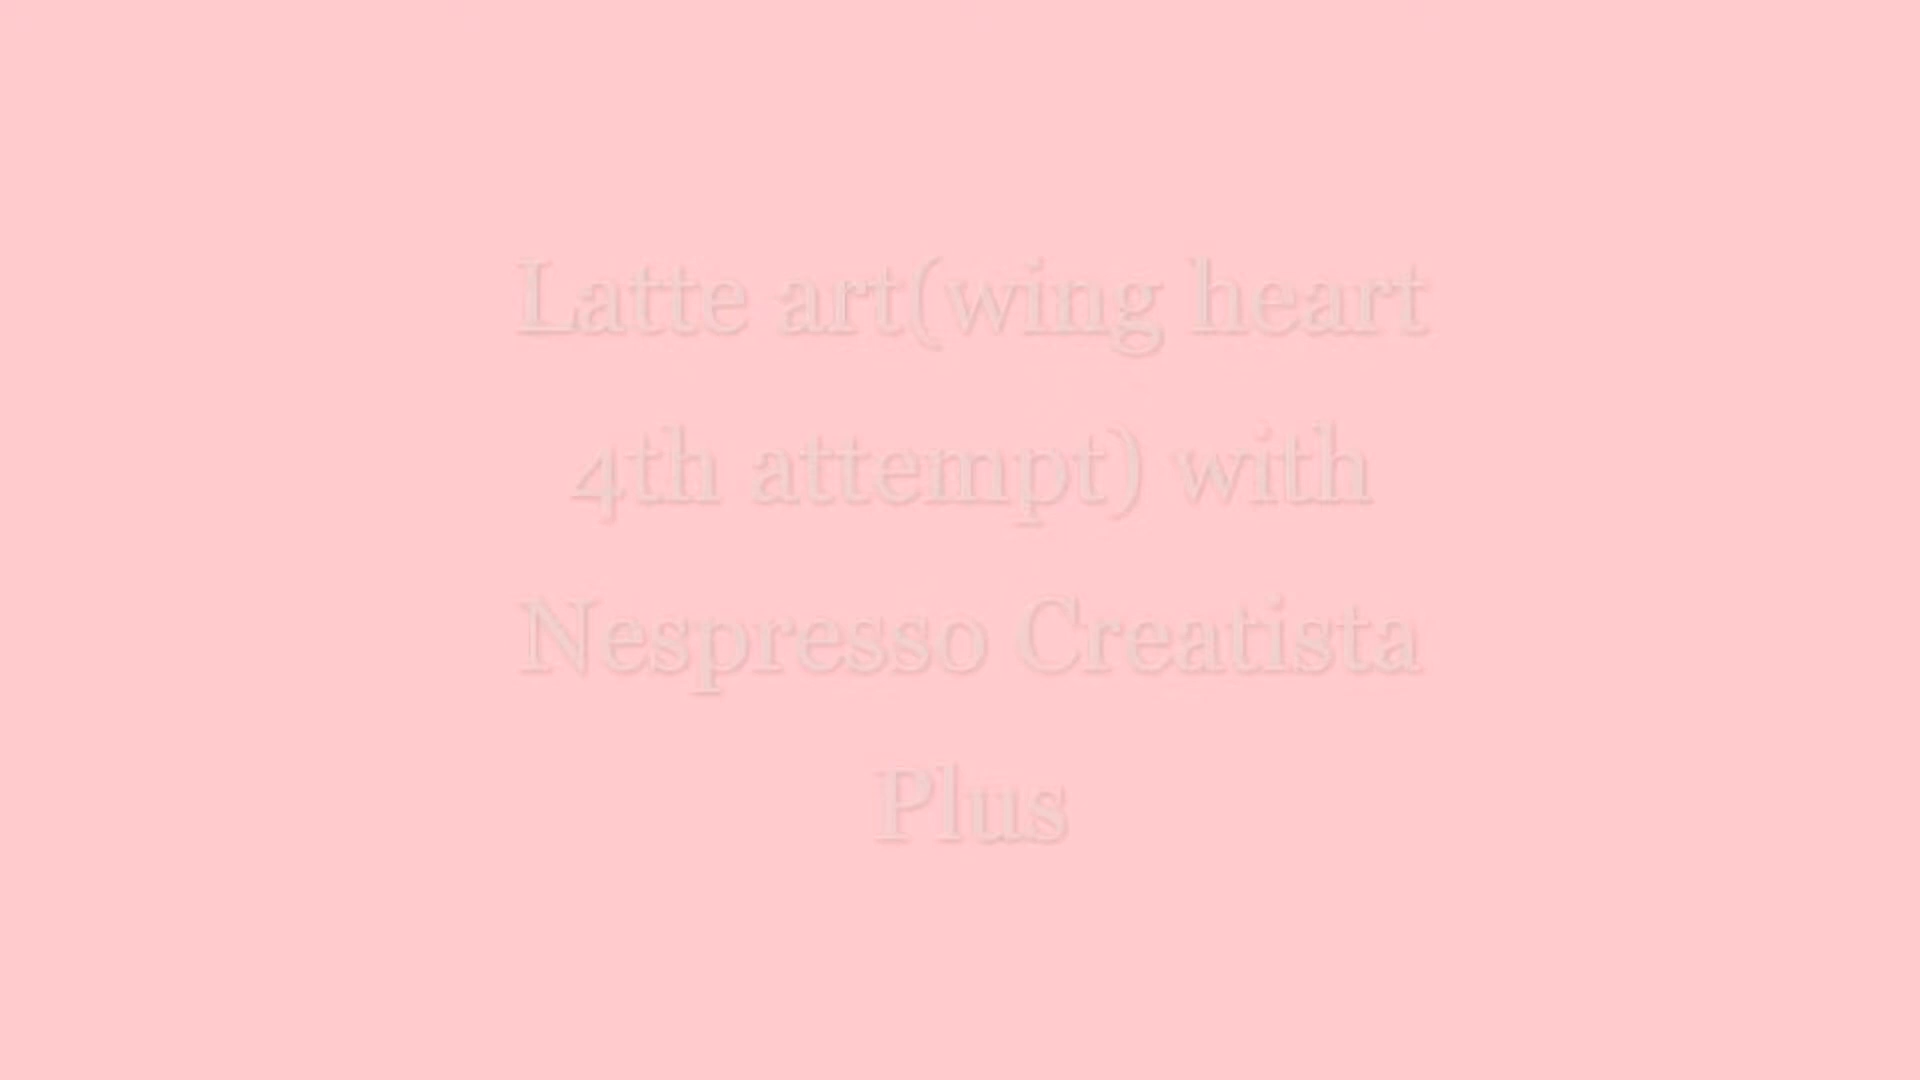 Latte art(wing heart
4th attempt) with
Nespresso Creatista
Plus